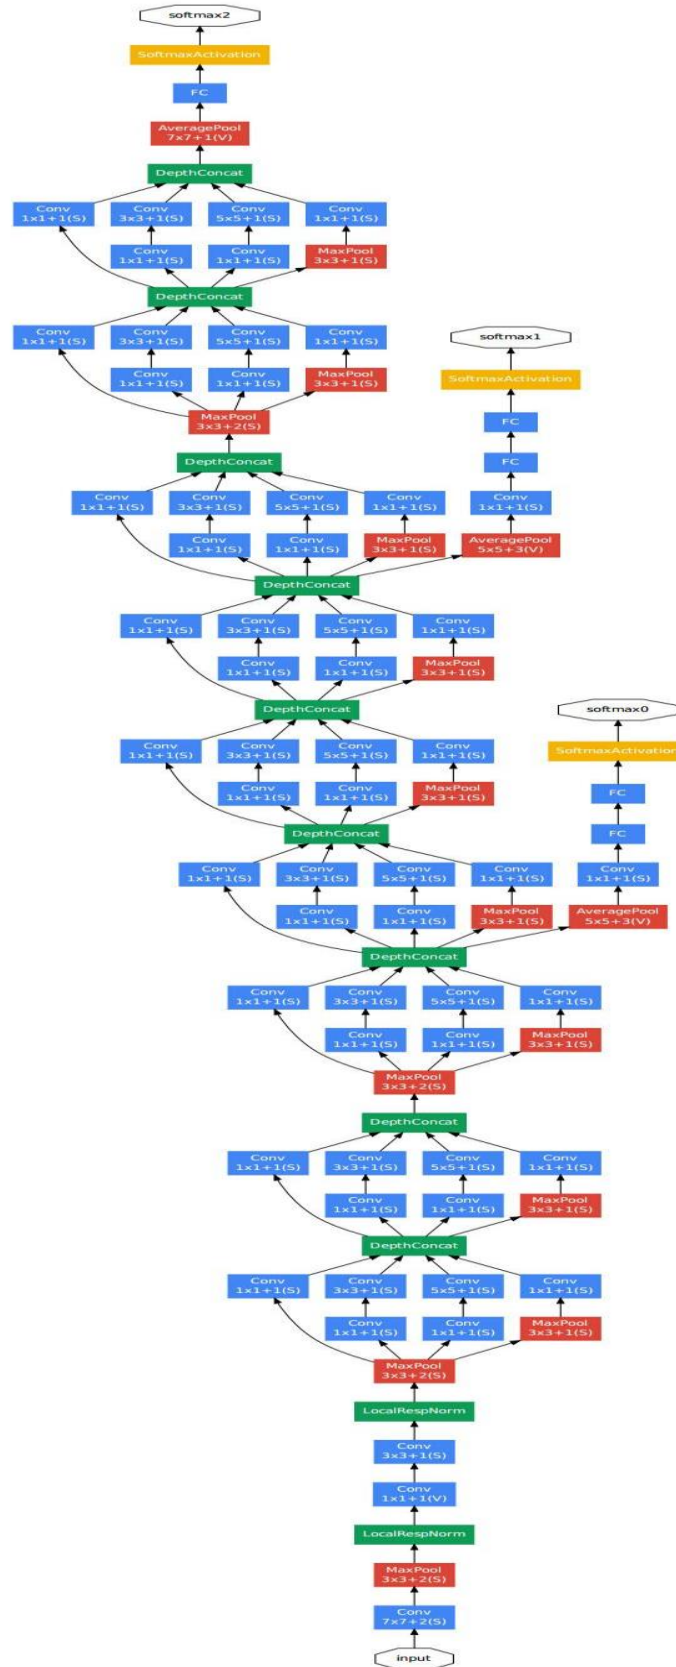 softmax2
SoftmaxActivation
FC
AveragePool
7x7+1(V)
DepthConcat
Conv Conv Conv Conv
1x1+1(S) 3x3+1(S) 5x5+1(S) 1x1+1(S)
Conv Conv MaxPool
1x1+1(S) 1x1+1(S) 3x3+1(S)
DepthConcat
Conv Conv Conv Conv
1x1+1(S) 3x3+1(S) 5x5+1(S) 1x1+1(S)
softmax1
Conv Conv MaxPool
1x1+1(S) 1x1+1(S) 3x3+1(S)
SoftmaxActivation
MaxPool
3x3+2(S)
FC
DepthConcat
FC
Conv Conv Conv Conv Conv
1x1+1(S) 3x3+1(S) 5x5+1(S) 1x1+1(S) 1x1+1(S)
Conv Conv MaxPool AveragePool
1x1+1(S) 1x1+1(S) 3x3+1(S) 5x5+3(V)
DepthConcat
Conv Conv Conv Conv
1x1+1(S) 3x3+1(S) 5x5+1(S) 1x1+1(S)
Conv Conv MaxPool
1x1+1(S) 1x1+1(S) 3x3+1(S)
DepthConcat
softmax0
Conv Conv Conv Conv
1x1+1(S) 3x3+1(S) 5x5+1(S) 1x1+1(S)
SoftmaxActivation
Conv Conv MaxPool
1x1+1(S) 1x1+1(S) 3x3+1(S)
FC
DepthConcat
FC
Conv Conv Conv Conv Conv
1x1+1(S) 3x3+1(S) 5x5+1(S) 1x1+1(S) 1x1+1(S)
Conv Conv MaxPool AveragePool
1x1+1(S) 1x1+1(S) 3x3+1(S) 5x5+3(V)
DepthConcat
Conv Conv Conv Conv
1x1+1(S) 3x3+1(S) 5x5+1(S) 1x1+1(S)
Conv Conv MaxPool
1x1+1(S) 1x1+1(S) 3x3+1(S)
MaxPool
3x3+2(S)
DepthConcat
Conv Conv Conv Conv
1x1+1(S) 3x3+1(S) 5x5+1(S) 1x1+1(S)
Conv Conv MaxPool
1x1+1(S) 1x1+1(S) 3x3+1(S)
DepthConcat
Conv Conv Conv Conv
1x1+1(S) 3x3+1(S) 5x5+1(S) 1x1+1(S)
Conv Conv MaxPool
1x1+1(S) 1x1+1(S) 3x3+1(S)
MaxPool
3x3+2(S)
LocalRespNorm
Conv
3x3+1(S)
Conv
1x1+1(V)
LocalRespNorm
MaxPool
3x3+2(S)
Conv
7x7+2(S)
input